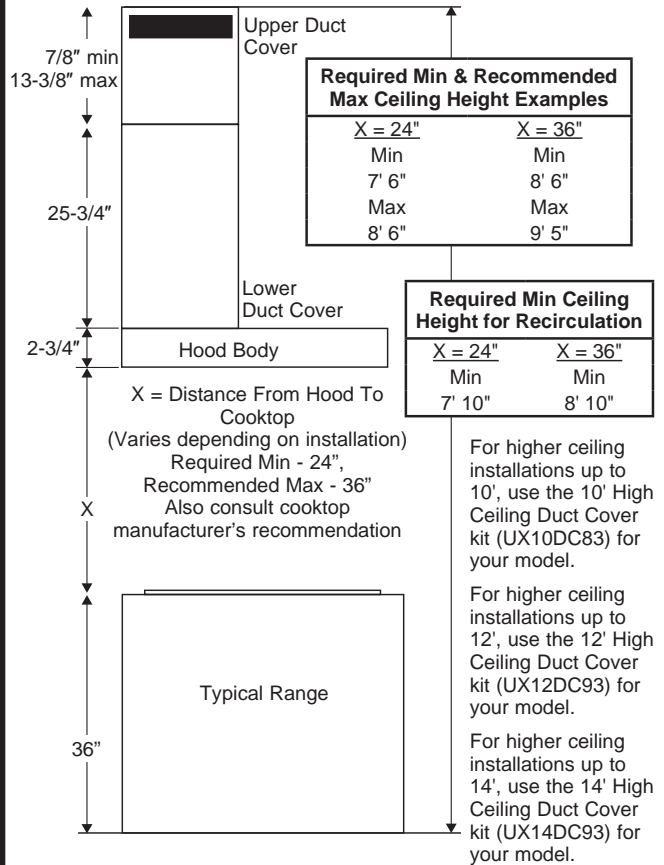 Upper Duct
Cover
7/8″ min
13-3/8″ max
Required Min & Recommended
Max Ceiling Height Examples
X = 24" X = 36"
Min Min
7' 6" 8' 6"
Max Max
8' 6" 9' 5"
25-3/4″
Lower
Duct Cover
Required Min Ceiling
Height for Recirculation
X = 24" X = 36"
Min Min
7' 10" 8' 10"
2-3/4″
Hood Body
X = Distance From Hood To
Cooktop
(Varies depending on installation)
Required Min - 24”,
Recommended Max - 36”
Also consult cooktop
manufacturer’s recommendation
X
For higher ceiling
installations up to
10', use the 10' High
Ceiling Duct Cover
kit (UX10DC83) for
your model.
For higher ceiling
installations up to
12', use the 12' High
Ceiling Duct Cover
kit (UX12DC93) for
your model.
Typical Range
36”
For higher ceiling
installations up to
14', use the 14' High
Ceiling Duct Cover
kit (UX14DC93) for
your model.